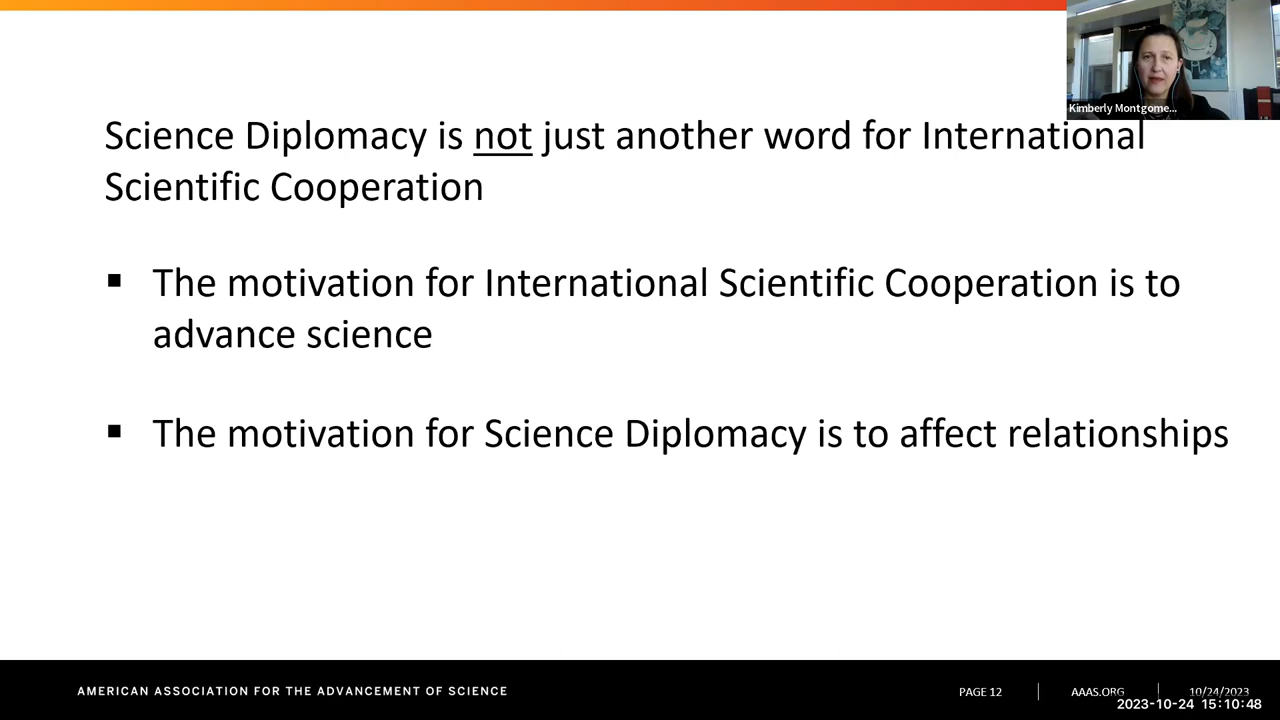 Kimberly Montgome...
Science Diplomacy is not just another word for International
Scientific Cooperation
▪ The motivation for International Scientific Cooperation is to
advance science
▪ The motivation for Science Diplomacy is to affect relationships
AMERICAN ASSOCIATION FOR THE ADVANCEMENT OF SCIENCE
PAGE 12
AAAS.ORG
10/24/2023
2023-10-24 15:10:48